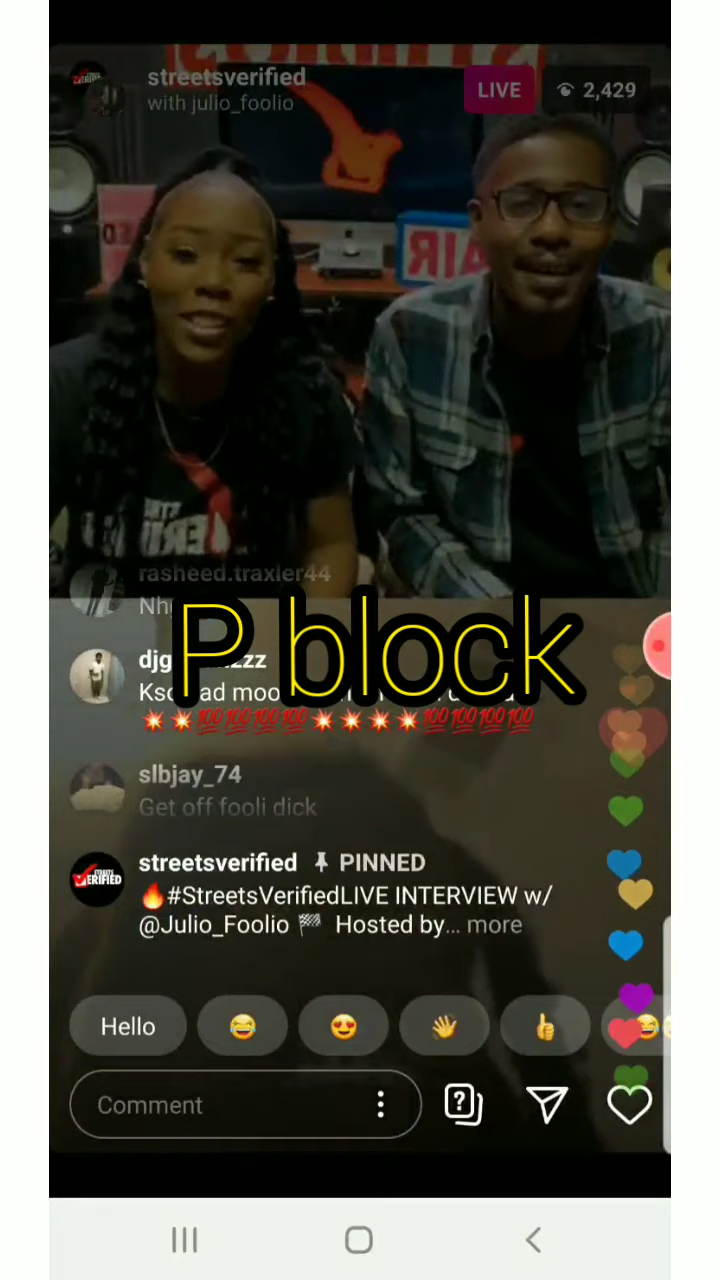 streetsverified
with julio_foolio
LIVE
2,429
rasheed.traxler44
P block
slbjay_74
Get off fooli dick
streetsverified 📌 PINNED
VERIFIED
🔥#StreetsVerifiedLIVE INTERVIEW w/
@Julio_Foolio 🏁 Hosted by... more
Hello
Comment